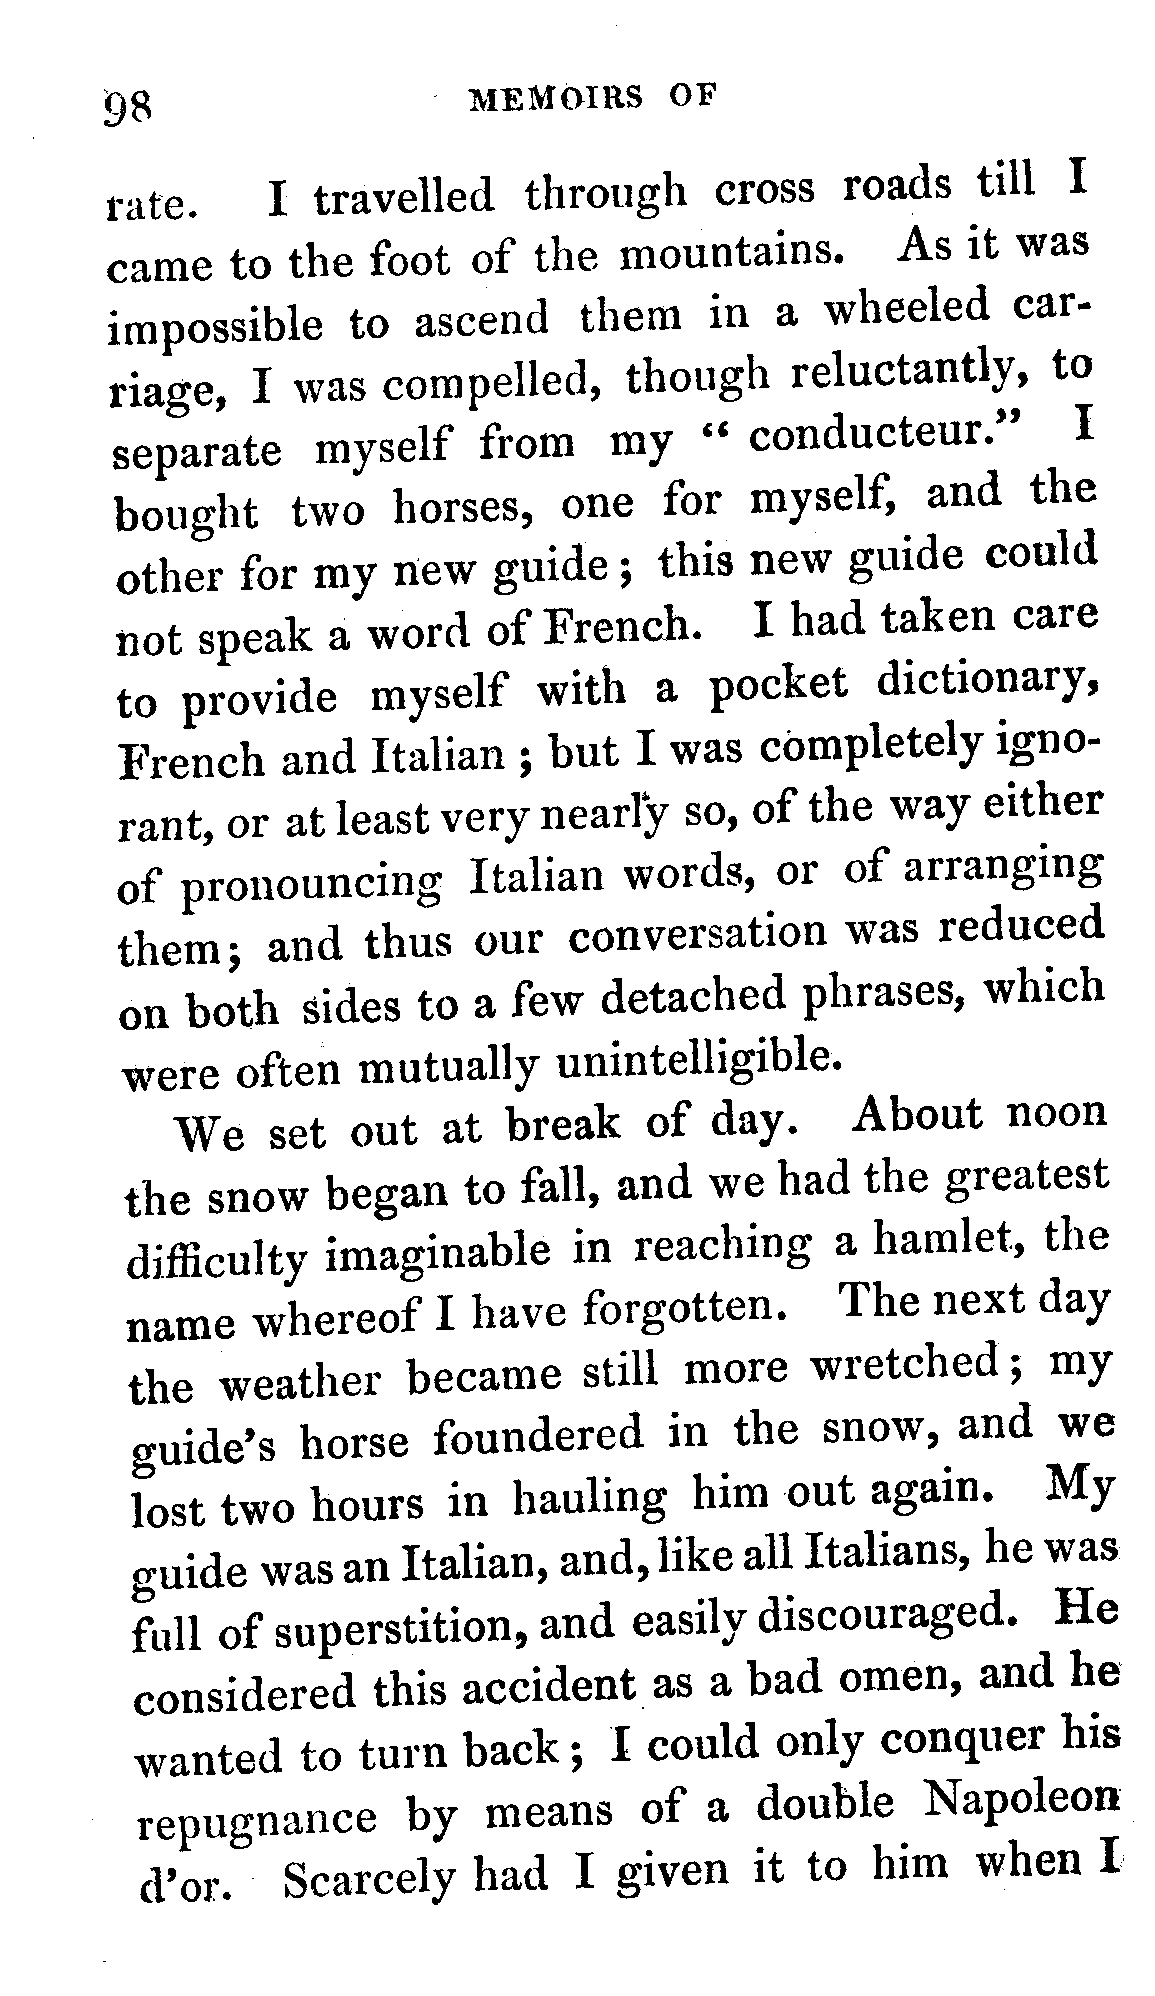 98 MEMOIRS OF
rate. I travelled through cross roads till I
came to the foot of the mountains. As it was
impossible to ascend them in a wheeled car-
riage, I was compelled, though reluctantly, to
separate myself from my “ conducteur.” I
bought two horses, one for myself, and the
other for my new guide ; this new guide could
not speak a word of French. I had taken care
to provide myself with a pocket dictionary,
French and Italian ; but I was completely igno-
rant, or at least very nearly so, of the way either
of pronouncing Italian words, or of arranging
them; and thus our conversation was reduced
on both sides to a few detached phrases, which
were often mutually unintelligible.
We set out at break of day. About noon
the snow began to fall, and we had the greatest
difficulty imaginable in reaching a hamlet, the
name whereof I have forgotten. The next day
the weather became still more wretched ; my
guide’s horse foundered in the snow, and we
lost two hours in hauling him out again. My
guide was an Italian, and, like all Italians, he was
full of superstition, and easily discouraged. He
considered this accident as a bad omen, and he
wanted to turn back ; I could only conquer his
repugnance by means of a double Napoleon
d’or. Scarcely had I given it to him when I